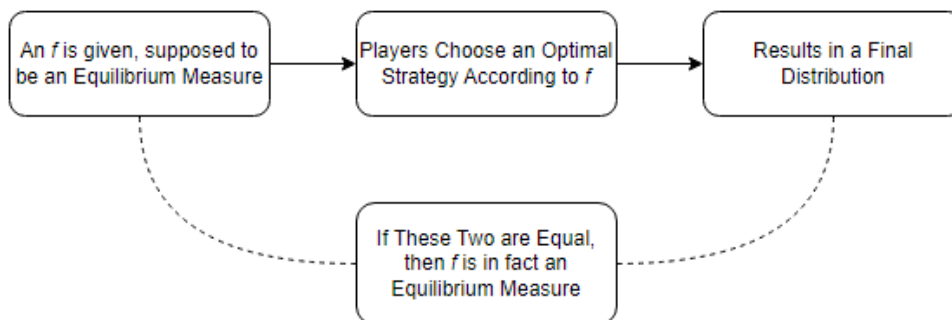 An f is given, supposed to
be an Equilibrium Measure
Players Choose an Optimal
Strategy According to f
Results in a Final
Distribution
If These Two are Equal,
then f is in fact an
Equilibrium Measure